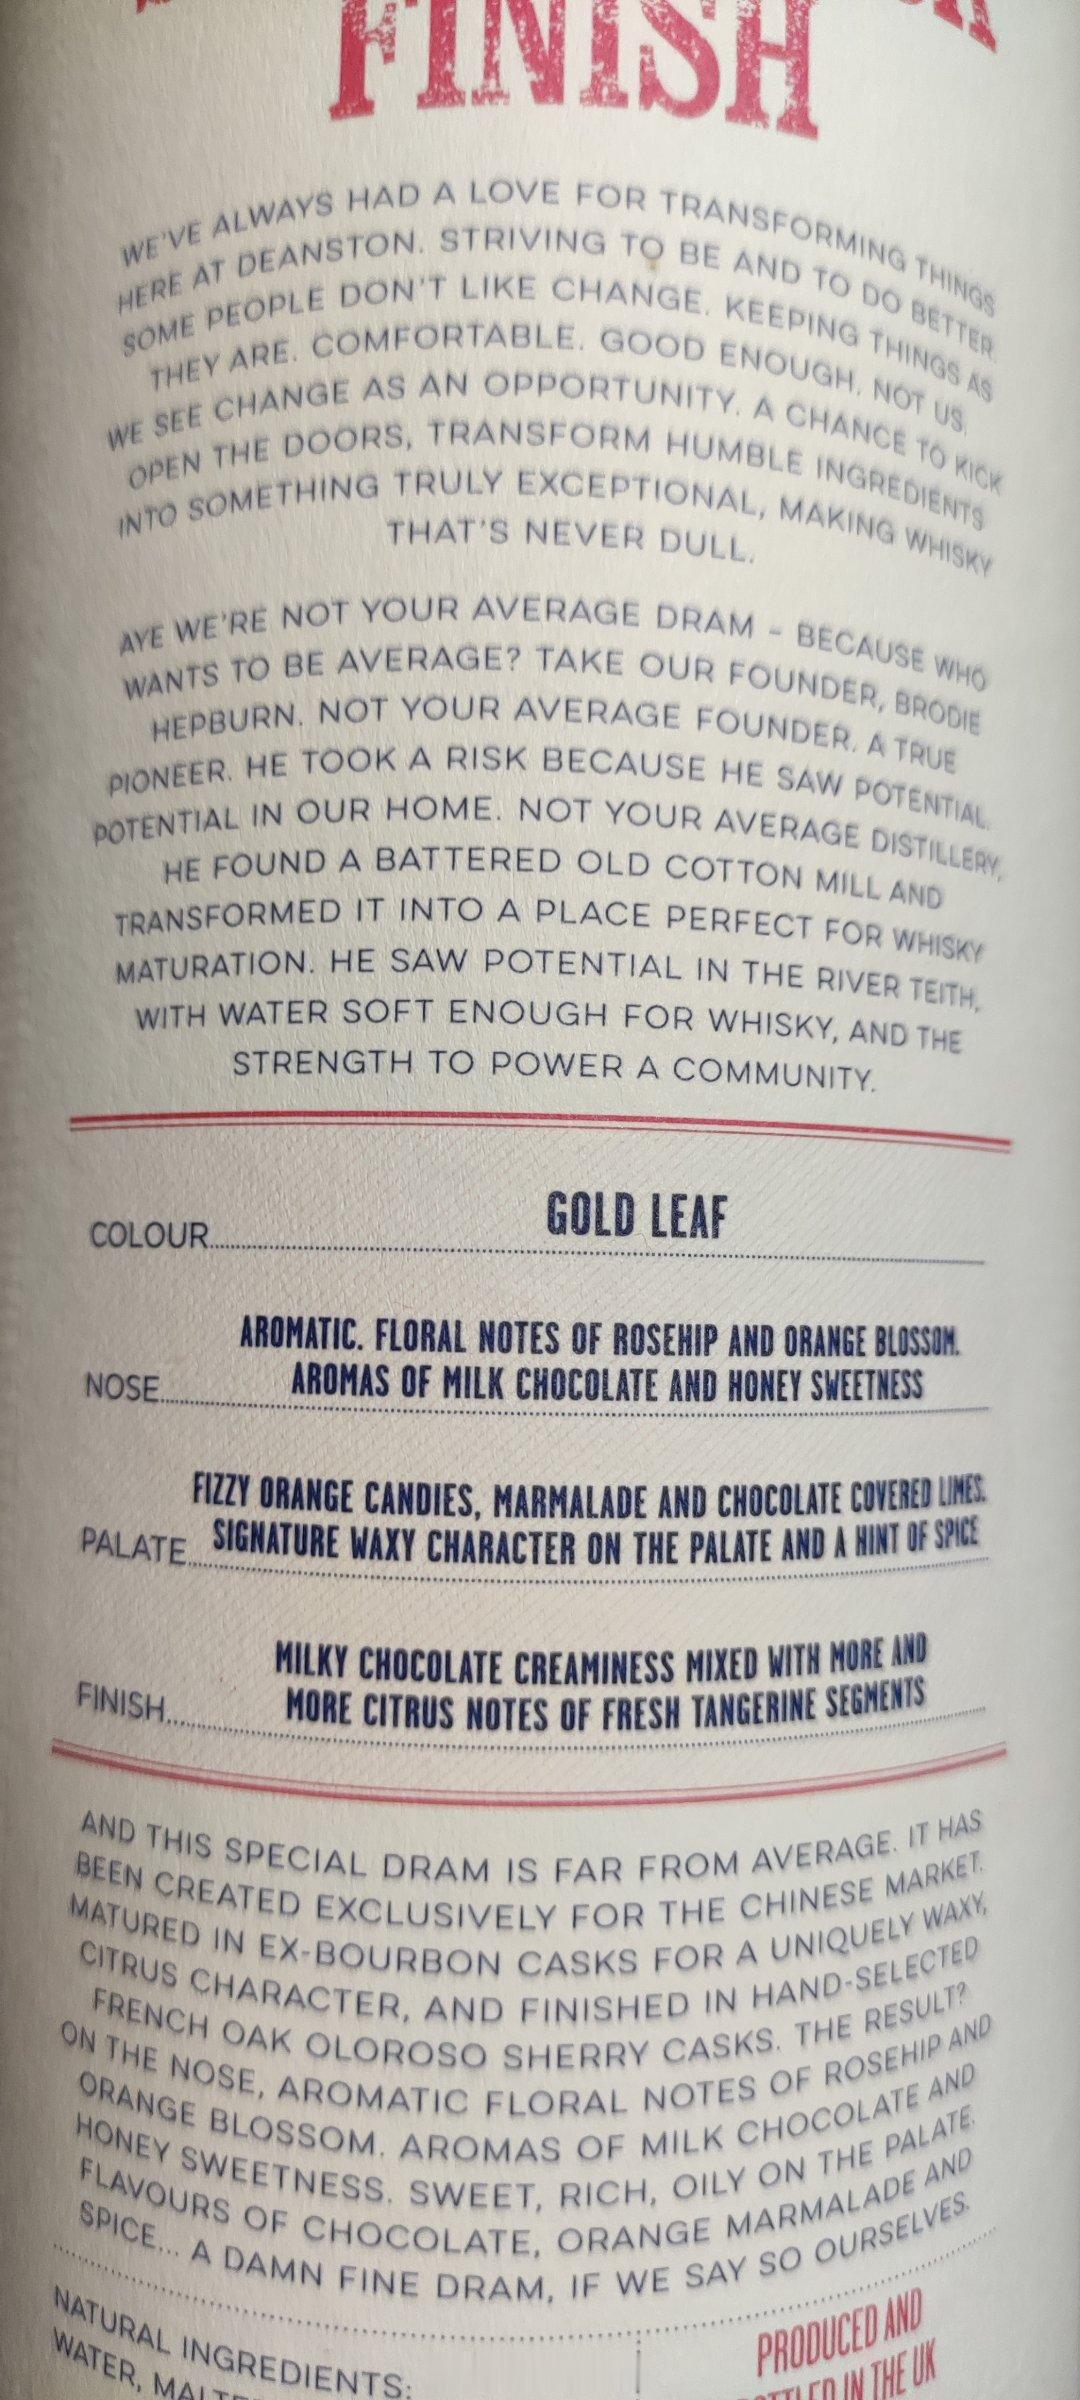 FINISH
WE'VE ALWAYS HAD A LOVE FOR TRANSFORMING THINGS
HERE AT DEANSTON. STRIVING TO BE AND TO DO BETTER.
SOME PEOPLE DON'T LIKE CHANGE. KEEPING THINGS AS
THEY ARE. COMFORTABLE. GOOD ENOUGH. NOT US.
WE SEE CHANGE AS AN OPPORTUNITY. A CHANCE TO KICK
OPEN THE DOORS, TRANSFORM HUMBLE INGREDIENTS
INTO SOMETHING TRULY EXCEPTIONAL, MAKING WHISKY
THAT'S NEVER DULL.
AYE WE'RE NOT YOUR AVERAGE DRAM - BECAUSE WHO
WANTS TO BE AVERAGE? TAKE OUR FOUNDER, BRODIE
HEPBURN. NOT YOUR AVERAGE FOUNDER. A TRUE
PIONEER. HE TOOK A RISK BECAUSE HE SAW POTENTIAL.
POTENTIAL IN OUR HOME. NOT YOUR AVERAGE DISTILLERY,
HE FOUND A BATTERED OLD COTTON MILL AND
TRANSFORMED IT INTO A PLACE PERFECT FOR WHISKY
MATURATION. HE SAW POTENTIAL IN THE RIVER TEITH,
WITH WATER SOFT ENOUGH FOR WHISKY, AND THE
STRENGTH TO POWER A COMMUNITY.
COLOUR GOLD LEAF
AROMATIC. FLORAL NOTES OF ROSEHIP AND ORANGE BLOSSOM.
NOSE AROMAS OF MILK CHOCOLATE AND HONEY SWEETNESS
FIZZY ORANGE CANDIES, MARMALADE AND CHOCOLATE COVERED LIMES.
PALATE SIGNATURE WAXY CHARACTER ON THE PALATE AND A HINT OF SPICE
MILKY CHOCOLATE CREAMINESS MIXED WITH MORE AND
FINISH MORE CITRUS NOTES OF FRESH TANGERINE SEGMENTS
AND THIS SPECIAL DRAM IS FAR FROM AVERAGE. IT HAS
BEEN CREATED EXCLUSIVELY FOR THE CHINESE MARKET.
MATURED IN EX-BOURBON CASKS FOR A UNIQUELY WAXY,
CITRUS CHARACTER, AND FINISHED IN HAND-SELECTED
FRENCH OAK OLOROSO SHERRY CASKS. THE RESULT?
ON THE NOSE, AROMATIC FLORAL NOTES OF ROSEHIP AND
ORANGE BLOSSOM. AROMAS OF MILK CHOCOLATE AND
HONEY SWEETNESS. SWEET, RICH, OILY ON THE PALATE.
FLAVOURS OF CHOCOLATE, ORANGE MARMALADE AND
SPICE... A DAMN FINE DRAM, IF WE SAY SO OURSELVES.
NATURAL INGREDIENTS:
WATER,
PRODUCED AND
IN THE UK